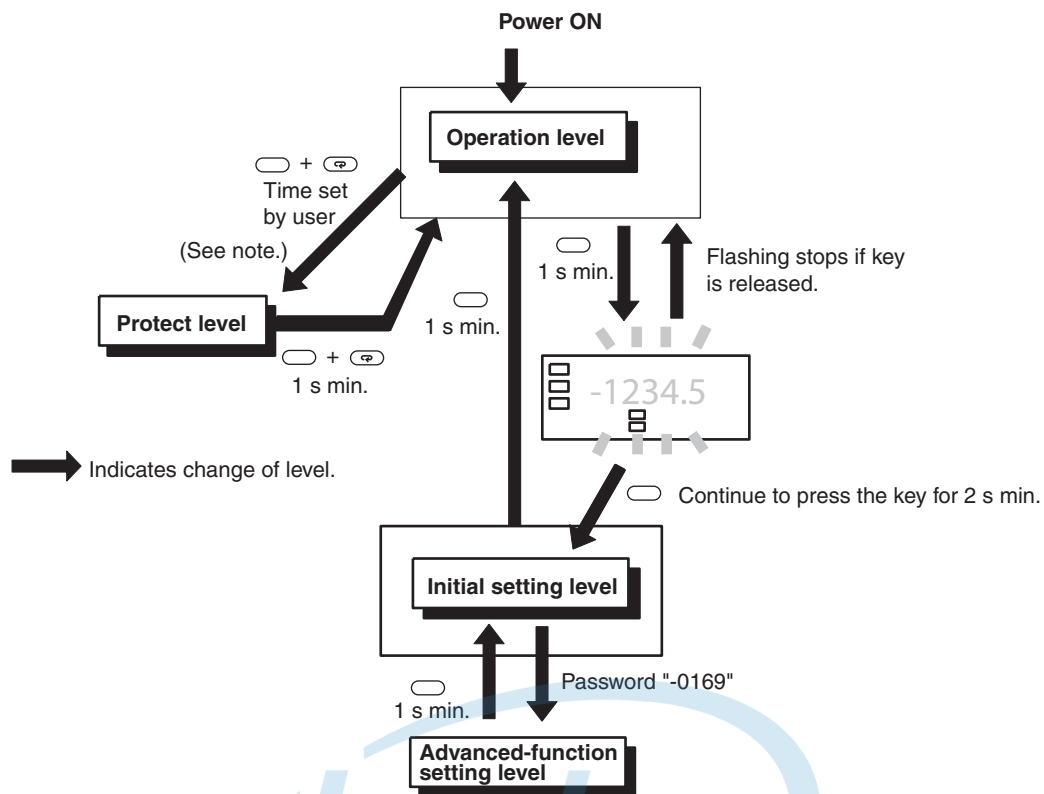 Power ON
Operation level
+
Time set
by user
(See note.)
1 s min.
Flashing stops if key
is released.
Protect level
1 s min.
+
1 s min.
-1234.5
Indicates change of level.
Continue to press the key for 2 s min.
Initial setting level
Password "-0169"
1 s min.
Advanced-function
setting level